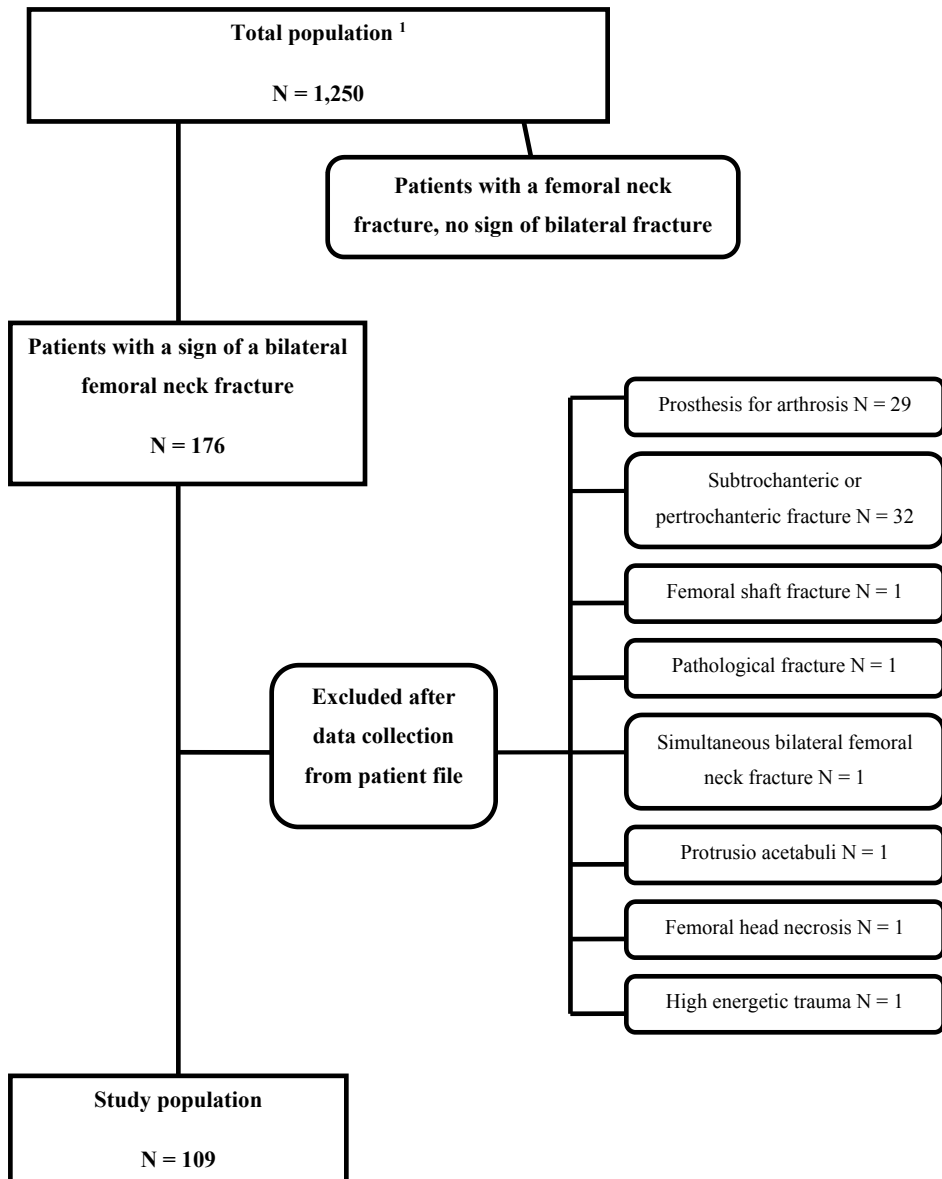 Total population 1
N = 1,250
Patients with a femoral neck
fracture, no sign of bilateral fracture
Patients with a sign of a bilateral
femoral neck fracture
N = 176
Prosthesis for arthrosis N = 29
Subtrochanteric or
pertrochanteric fracture N = 32
Femoral shaft fracture N = 1
Pathological fracture N = 1
Excluded after
data collection
from patient file
Simultaneous bilateral femoral
neck fracture N = 1
Protrusio acetabuli N = 1
Femoral head necrosis N = 1
High energetic trauma N = 1
Study population
N = 109